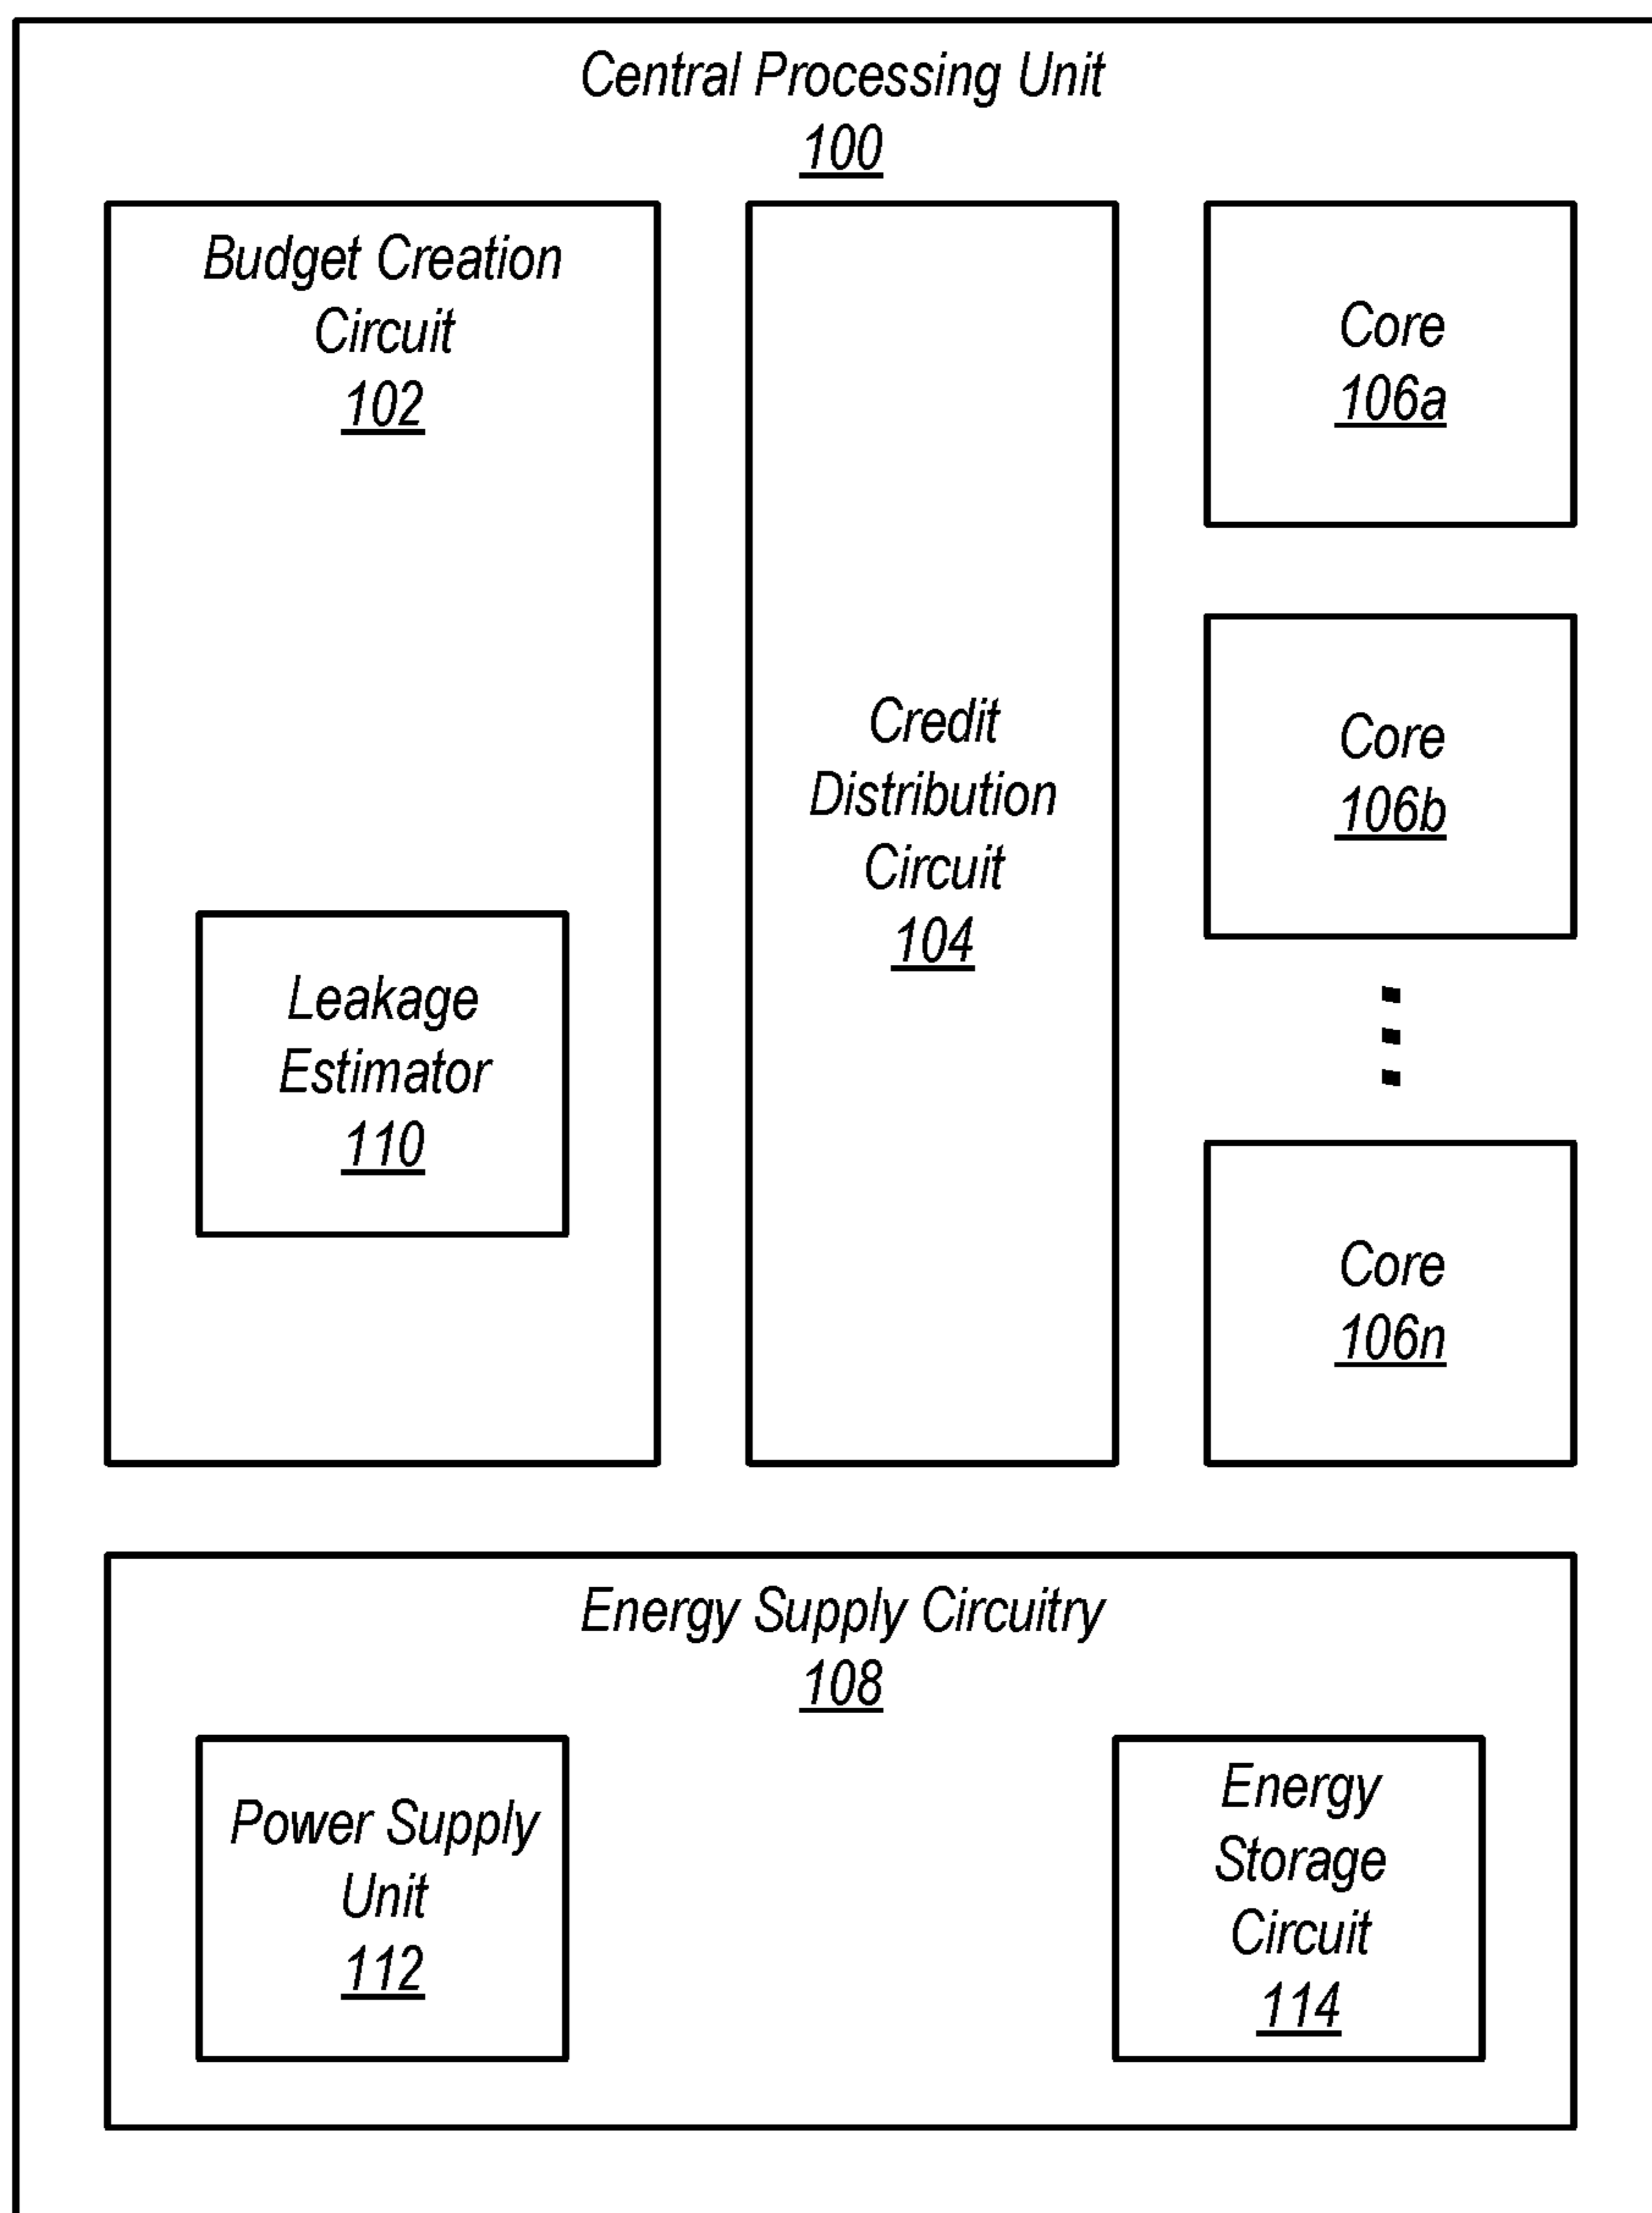 Central Processing Unit
100
Budget Creation
Circuit
102
Leakage
Estimator
110
Credit
Distribution
Circuit
104
Core
106a
Core
106b
Core
106n
Energy Supply Circuitry
108
Power Supply
Unit
112
Energy
Storage
Circuit
114